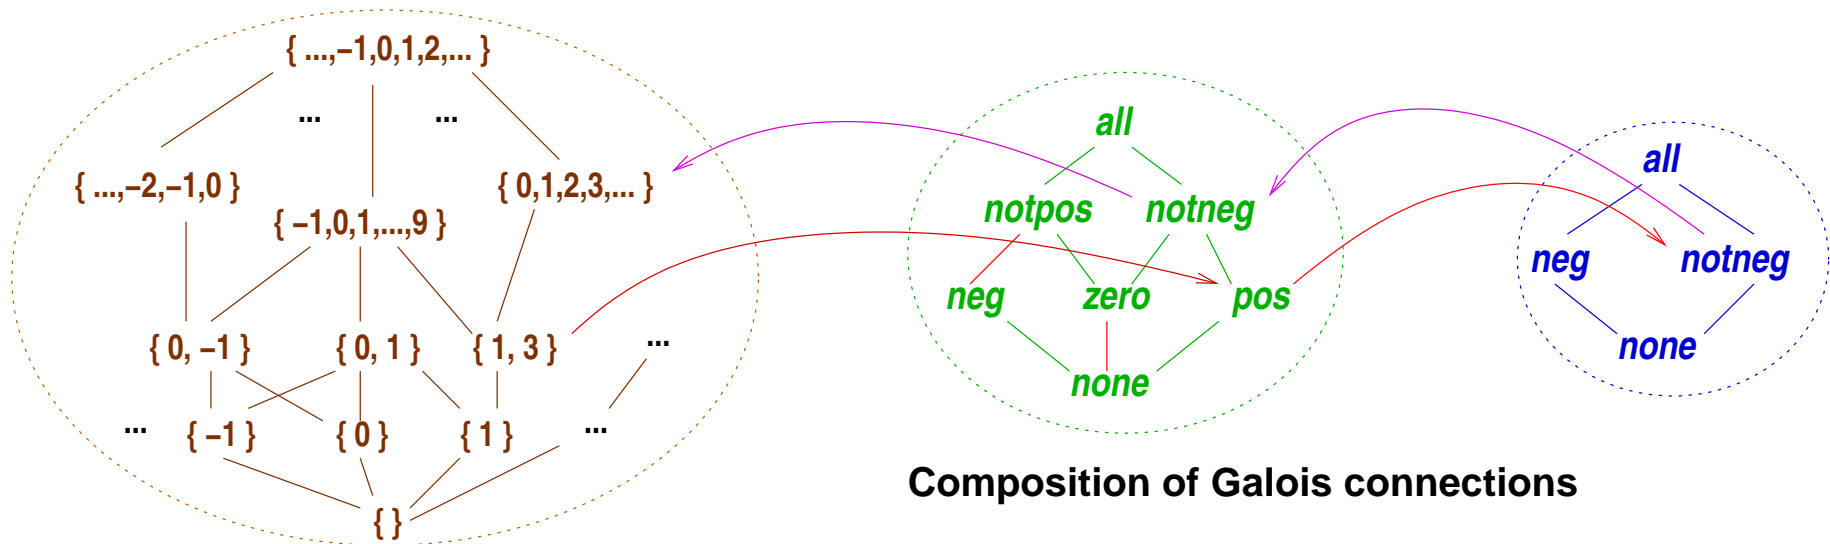 { ...,−1,0,1,2,... }
... ...
{ ...,−2,−1,0 } { 0,1,2,3,... }
{ −1,0,1,...,9 }
{ 0, −1 } { 0, 1 } { 1, 3 } ...
... { −1 } { 0 } { 1 } ...
{ }
all
notpos notneg
neg zero pos
none
all
neg notneg
none
Composition of Galois connections